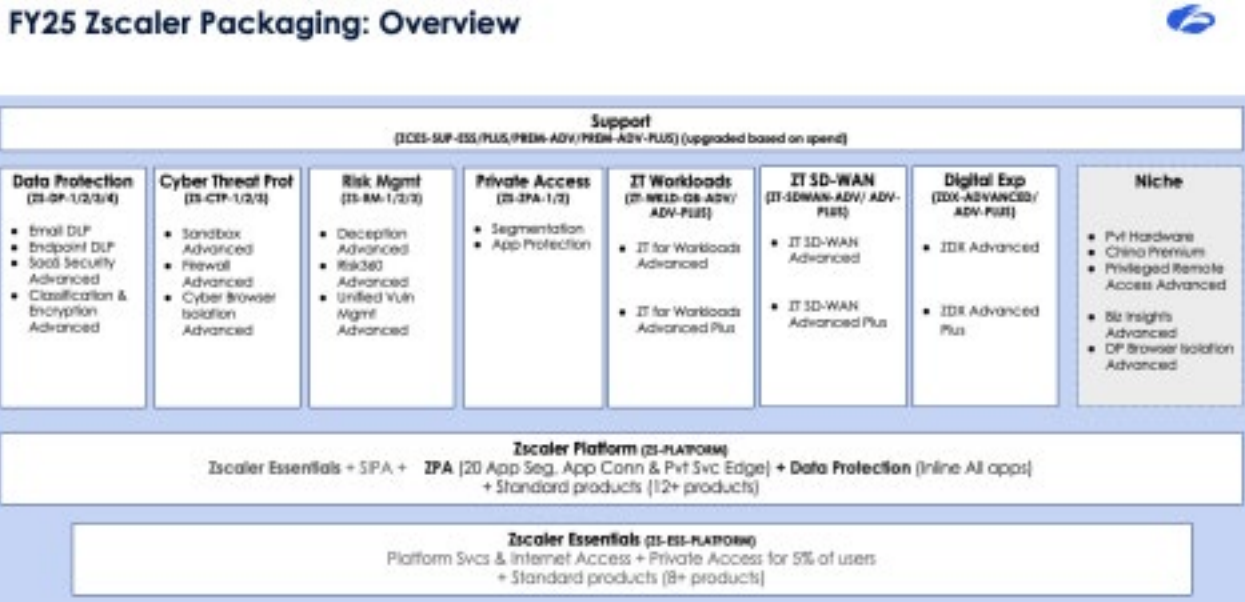 FY25 Zscaler Packaging: Overview
Support
(ZCES-SUP-ESS/PLUS/PREM-ADV/PREM-ADV-PLUS) (upgraded based on spend)
Data Protection
(ZS-DP-1/2/3/4)
Email DLP
Endpoint DLP
SaaS Security
Advanced
Classification &
Encryption
Advanced
Cyber Threat Prot
(ZS-CTP-1/2/3)
Sandbox
Advanced
Firewall
Advanced
Cyber Browser
Isolation
Advanced
Risk Mgmt
(ZS-RM-1/2/3)
Deception
Advanced
Risk360
Advanced
Unified Vuln
Mgmt
Advanced
Private Access
(ZS-ZPA-1/2)
Segmentation
App Protection
ZT Workloads
(ZT-WKLD-GB-ADV/
ADV-PLUS)
ZT for Workloads
Advanced
ZT for Workloads
Advanced Plus
ZT SD-WAN
(ZT-SDWAN-ADV/ ADV-
PLUS)
ZT SD-WAN
Advanced
ZT SD-WAN
Advanced Plus
Digital Exp
(ZDX-ADVANCED/
ADV-PLUS)
ZDX Advanced
ZDX Advanced
Plus
Niche
Pvt Hardware
China Premium
Privileged Remote
Access Advanced
Biz Insights
Advanced
DP Browser Isolation
Advanced
Zscaler Platform (ZS-PLATFORM)
Zscaler Essentials + SIPA + ZPA (20 App Seg, App Conn & Pvt Svc Edge) + Data Protection (Inline All apps)
+ Standard products (12+ products)
Zscaler Essentials (ZS-ESS-PLATFORM)
Platform Svcs & Internet Access + Private Access for 5% of users
+ Standard products (8+ products)